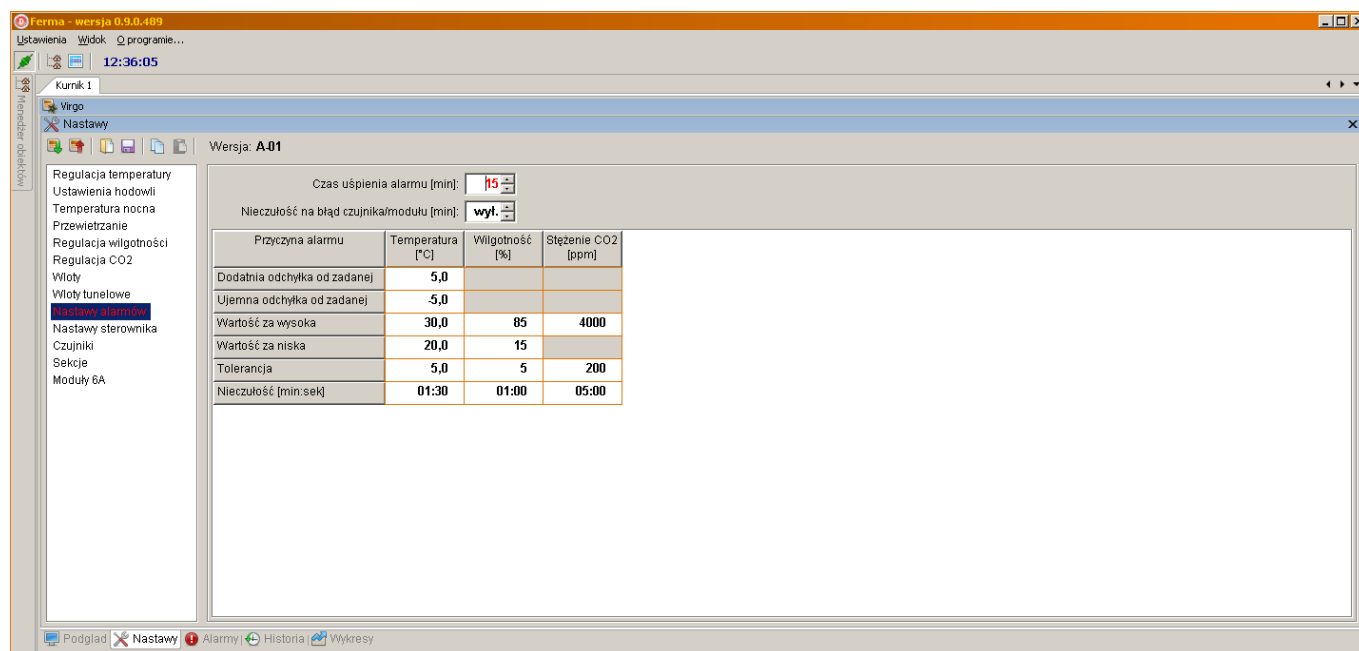 Ferma - wersja 0.9.0.489
Ustawienia Widok O programie...
12:36:05
Menedżer obiektów
Kurnik 1
Virgo
Nastawy
Wersja: A-01
Regulacja temperatury
Ustawienia hodowli
Temperatura nocna
Przewietrzanie
Regulacja wilgotności
Regulacja CO2
Wloty
Wloty tunelowe
Nastawy alarmów
Nastawy sterownika
Czujniki
Sekcje
Moduły 6A
Czas uśpienia alarmu [min]: 15
Nieczułość na błąd czujnika/modułu [min]: wył.
Przyczyna alarmu Temperatura [°C] Wilgotność [%] Stężenie CO2 [ppm]
Dodatnia odchyłka od zadanej 5,0
Ujemna odchyłka od zadanej -5,0
Wartość za wysoka 30,0 85 4000
Wartość za niska 20,0 15
Tolerancja 5,0 5 200
Nieczułość [min:sek] 01:30 01:00 05:00
Podgląd Nastawy Alarmy Historia Wykresy